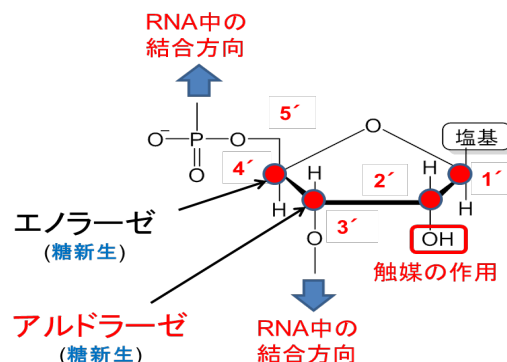 RNA中の
結合方向
5´
O
O⁻
P
O
塩基
4´
H
H
2´
1´
O
H
H
エノラーゼ
(糖新生)
O
3´
OH
触媒の作用
アルドラーゼ
(糖新生)
RNA中の
結合方向